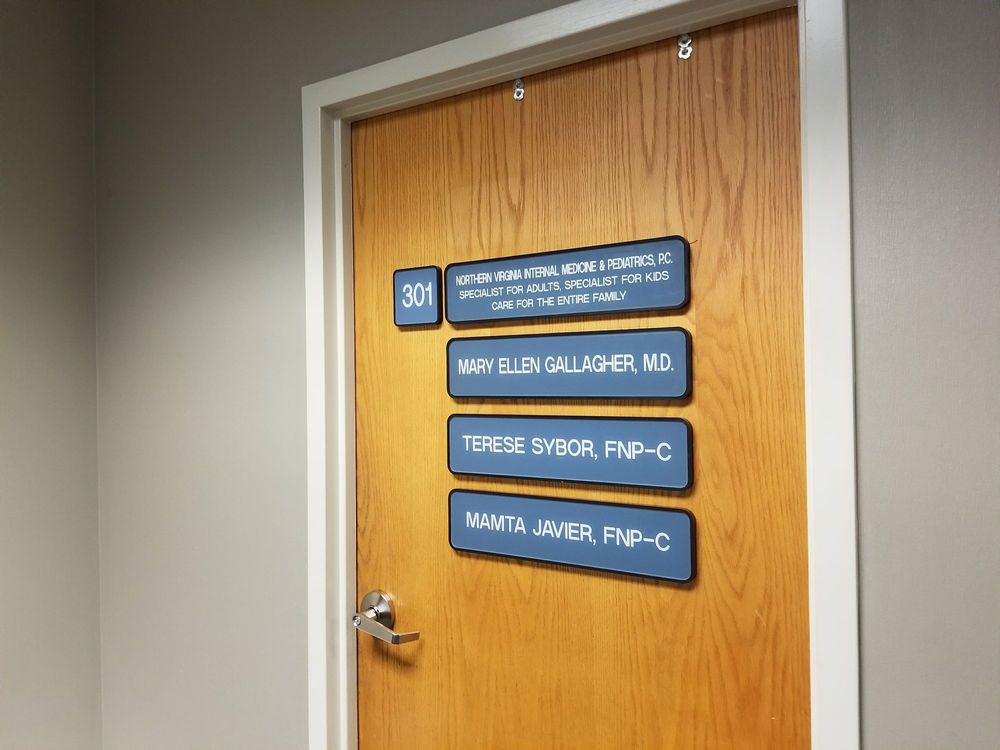 301
NORTHERN VIRGINIA INTERNAL MEDICINE & PEDIATRICS, P.C.
SPECIALIST FOR ADULTS, SPECIALIST FOR KIDS
CARE FOR THE ENTIRE FAMILY
MARY ELLEN GALLAGHER, M.D.
TERESE SYBOR, FNP-C
MAMTA JAVIER, FNP-C